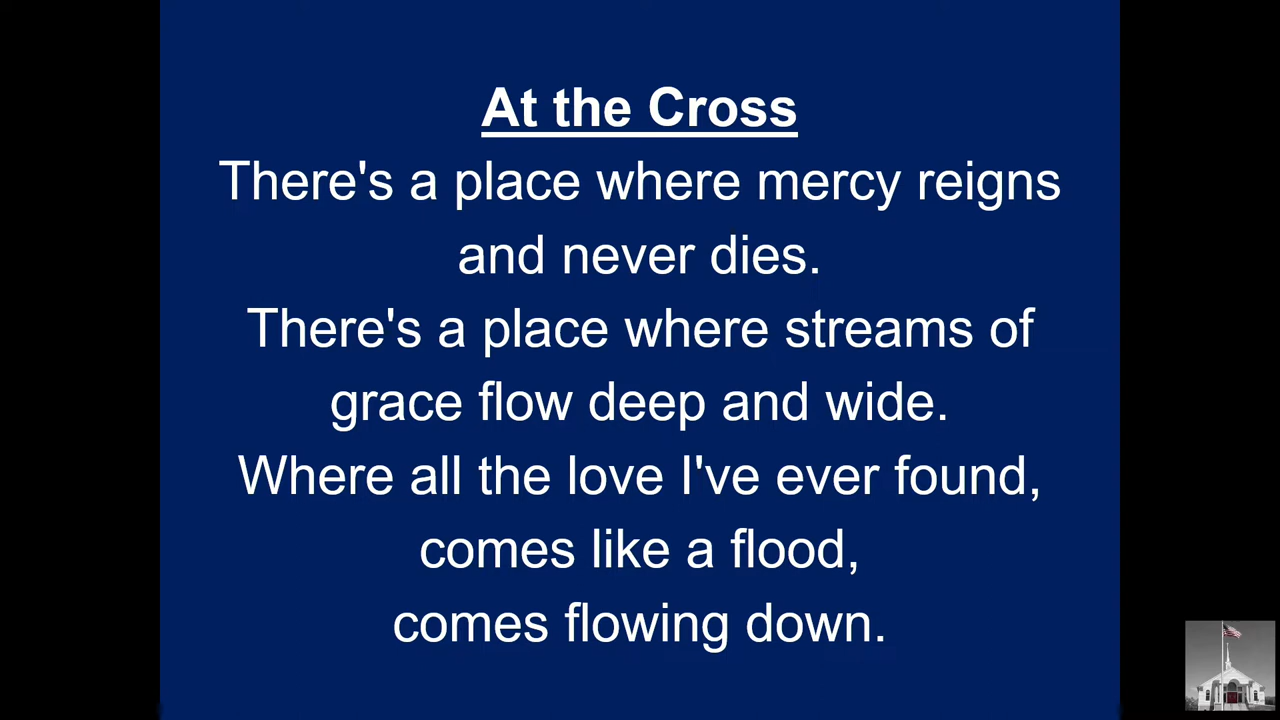 At the Cross
There's a place where mercy reigns
and never dies.
There's a place where streams of
grace flow deep and wide.
Where all the love I've ever found,
comes like a flood,
comes flowing down.